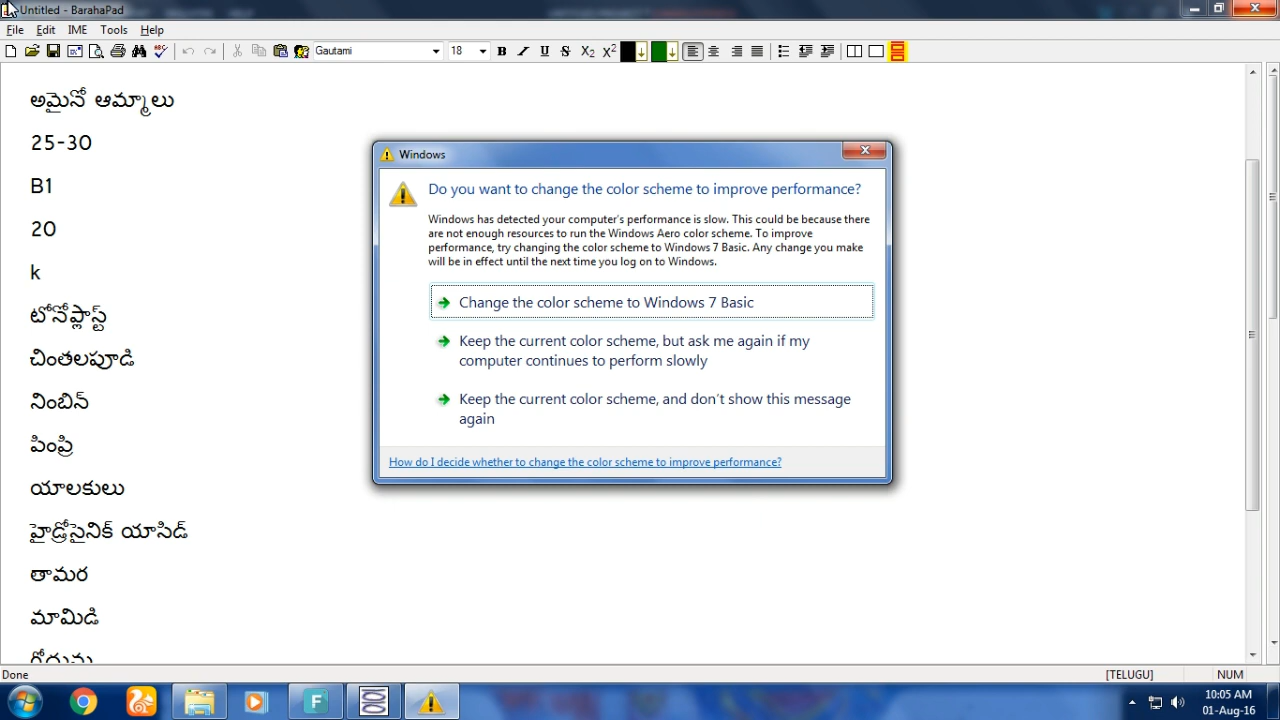 Untitled - BarahaPad
File Edit IME Tools Help
Gautami 18 B I U S X₂ X²
అమైనో ఆమ్మాలు
25-30
B1
20
k
టోనోప్లాస్ట్
చింతలపూడి
నింబిన్
పింప్రి
యాలకులు
హైడ్రోసైనిక్ యాసిడ్
తామర
మామిడి
Windows
Do you want to change the color scheme to improve performance?
Windows has detected your computer's performance is slow. This could be because there
are not enough resources to run the Windows Aero color scheme. To improve
performance, try changing the color scheme to Windows 7 Basic. Any change you make
will be in effect until the next time you log on to Windows.
Change the color scheme to Windows 7 Basic
Keep the current color scheme, but ask me again if my
computer continues to perform slowly
Keep the current color scheme, and don't show this message
again
How do I decide whether to change the color scheme to improve performance?
Done [TELUGU] NUM
F
10:05 AM
01-Aug-16